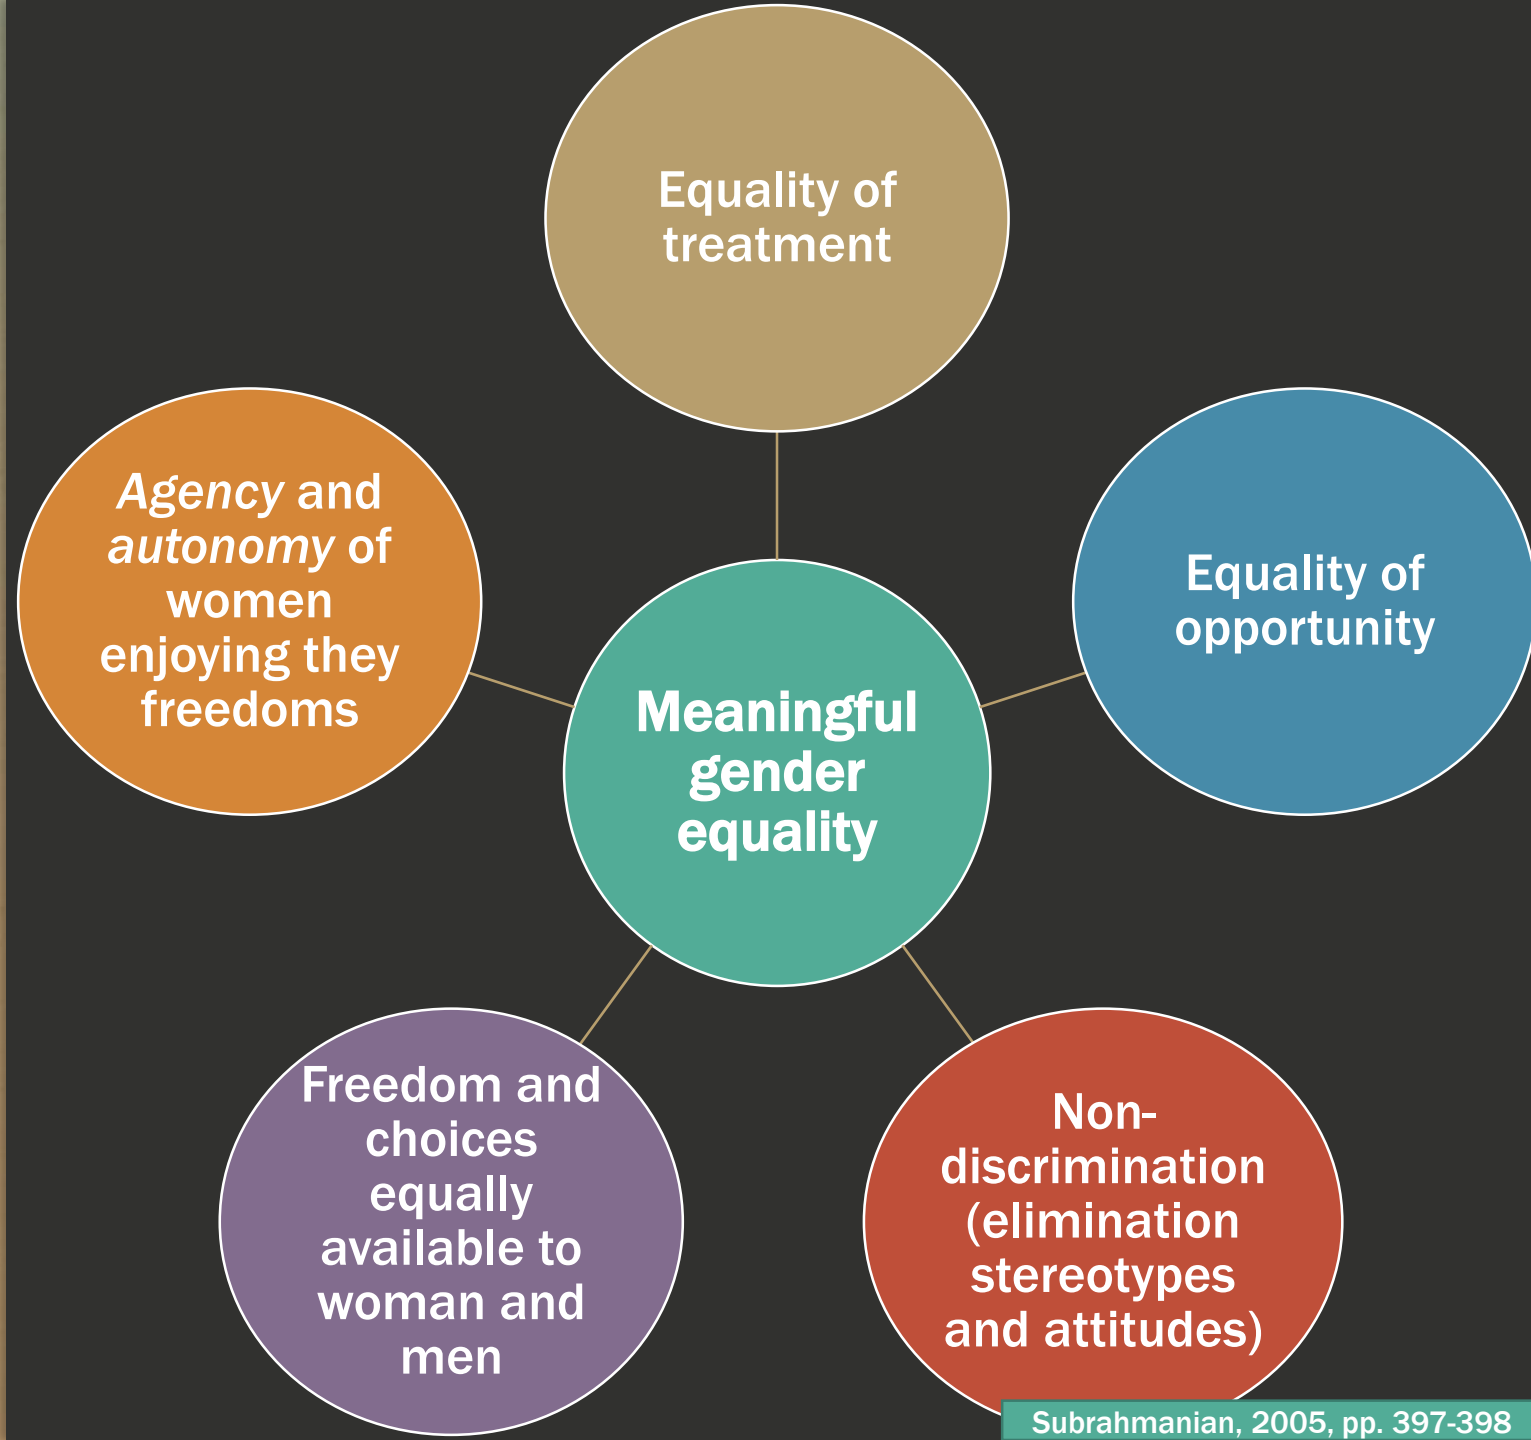 Equality of
treatment
Agency and
autonomy of
women
enjoying they
freedoms
Equality of
opportunity
Meaningful
gender
equality
Freedom and
choices
equally
available to
woman and
men
Non-
discrimination
(elimination
stereotypes
and attitudes)
Subrahmanian, 2005, pp. 397-398